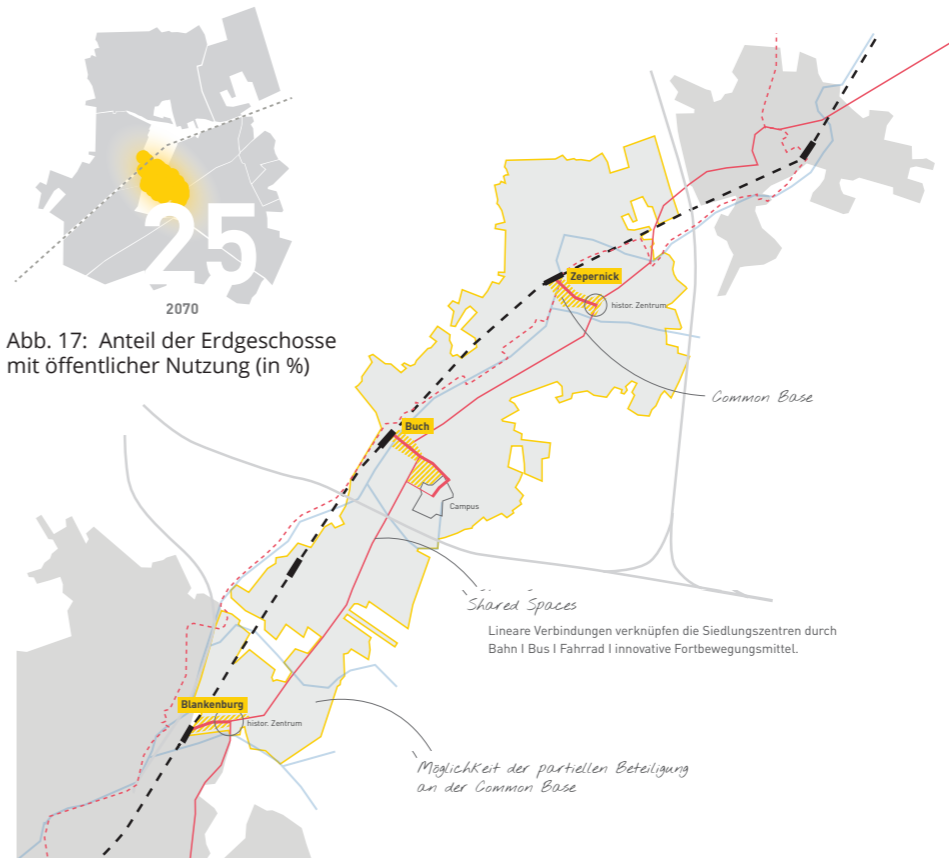 25
2070
Abb. 17: Anteil der Erdgeschosse
mit öffentlicher Nutzung (in %)
Zepernick
histor. Zentrum
Common Base
Buch
Campus
Shared Spaces
Lineare Verbindungen verknüpfen die Siedlungszentren durch
Bahn I Bus I Fahrrad I innovative Fortbewegungsmittel.
Blankenburg
histor. Zentrum
Möglichkeit der partiellen Beteiligung
an der Common Base